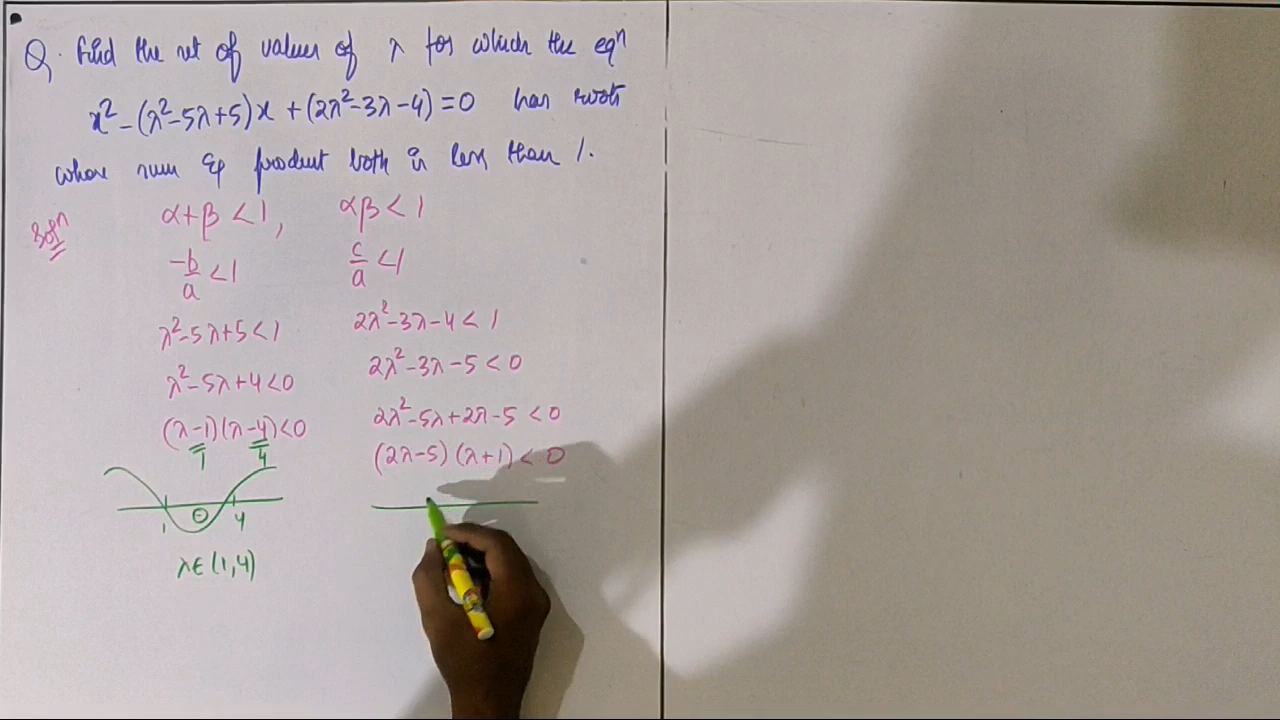 Q. Find the set of values of λ for which the eqⁿ
x² - (λ² - 5λ + 5)x + (2λ² - 3λ - 4) = 0 has roots
whose sum & product both is less than 1.
Solⁿ α+β < 1, αβ < 1
-b/a < 1 c/a < 1
λ² - 5λ + 5 < 1 2λ² - 3λ - 4 < 1
λ² - 5λ + 4 < 0 2λ² - 3λ - 5 < 0
(λ - 1)(λ - 4) < 0 2λ² - 5λ + 2λ - 5 < 0
1 4 (2λ - 5)(λ + 1) < 0
1 ⊖ 4
λ ∈ (1, 4)